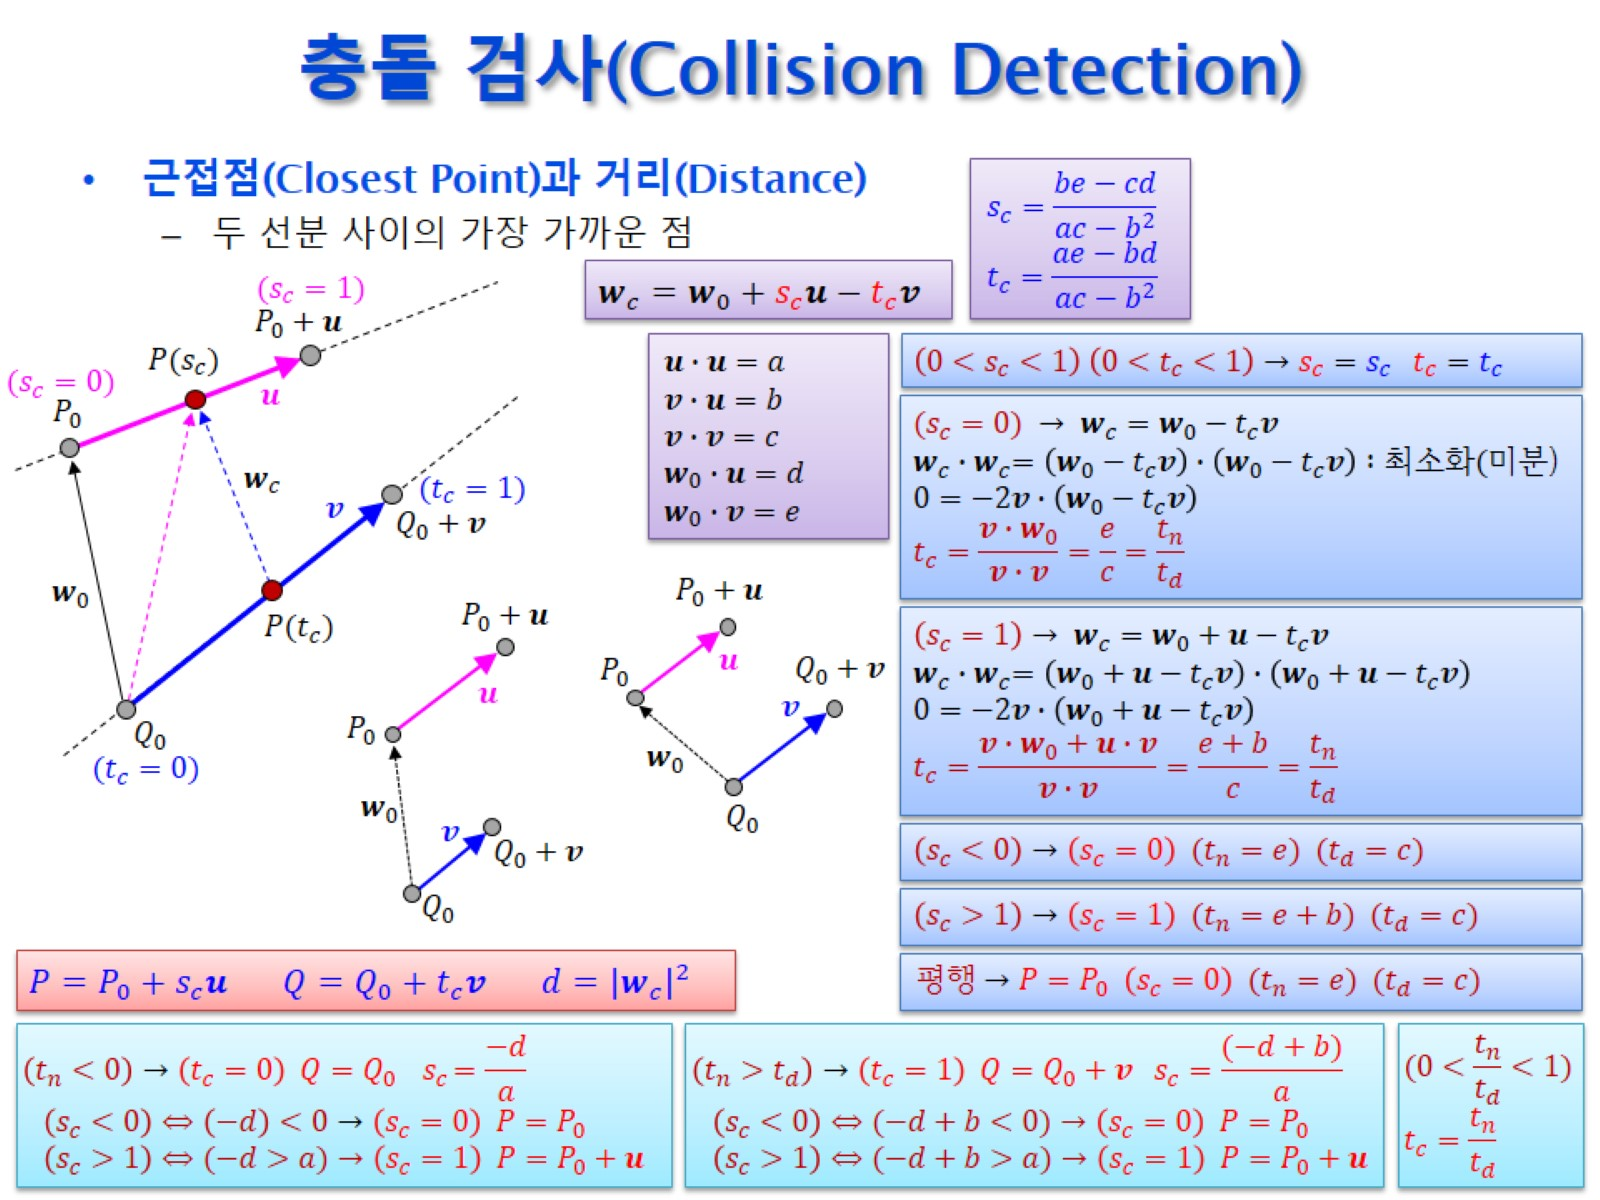 충돌 검사(Collision Detection)
• 근접점(Closest Point)과 거리(Distance)
– 두 선분 사이의 가장 가까운 점
s_c = (be − cd)/(ac − b²)
t_c = (ae − bd)/(ac − b²)
w_c = w_0 + s_c u − t_c v
(s_c = 1)
P_0 + u
P(s_c)
(s_c = 0)
P_0
u
w_c
v
(t_c = 1)
Q_0 + v
w_0
P(t_c)
Q_0
(t_c = 0)
u · u = a
v · u = b
v · v = c
w_0 · u = d
w_0 · v = e
P_0 + u
u
P_0
w_0
v
Q_0 + v
Q_0
P_0 + u
P_0
u
Q_0 + v
v
w_0
Q_0
(0 < s_c < 1) (0 < t_c < 1) → s_c = s_c t_c = t_c
(s_c = 0) → w_c = w_0 − t_c v
w_c · w_c= (w_0 − t_c v) · (w_0 − t_c v) : 최소화(미분)
0 = −2v · (w_0 − t_c v)
t_c = (v · w_0)/(v · v) = e/c = t_n/t_d
(s_c = 1) → w_c = w_0 + u − t_c v
w_c · w_c= (w_0 + u − t_c v) · (w_0 + u − t_c v)
0 = −2v · (w_0 + u − t_c v)
t_c = (v · w_0 + u · v)/(v · v) = (e + b)/c = t_n/t_d
(s_c < 0) → (s_c = 0) (t_n = e) (t_d = c)
(s_c > 1) → (s_c = 1) (t_n = e + b) (t_d = c)
평행 → P = P_0 (s_c = 0) (t_n = e) (t_d = c)
P = P_0 + s_c u Q = Q_0 + t_c v d = |w_c|²
(t_n < 0) → (t_c = 0) Q = Q_0 s_c = −d/a
(s_c < 0) ⇔ (−d) < 0 → (s_c = 0) P = P_0
(s_c > 1) ⇔ (−d > a) → (s_c = 1) P = P_0 + u
(t_n > t_d) → (t_c = 1) Q = Q_0 + v s_c = (−d + b)/a
(s_c < 0) ⇔ (−d + b < 0) → (s_c = 0) P = P_0
(s_c > 1) ⇔ (−d + b > a) → (s_c = 1) P = P_0 + u
(0 < t_n/t_d < 1)
t_c = t_n/t_d